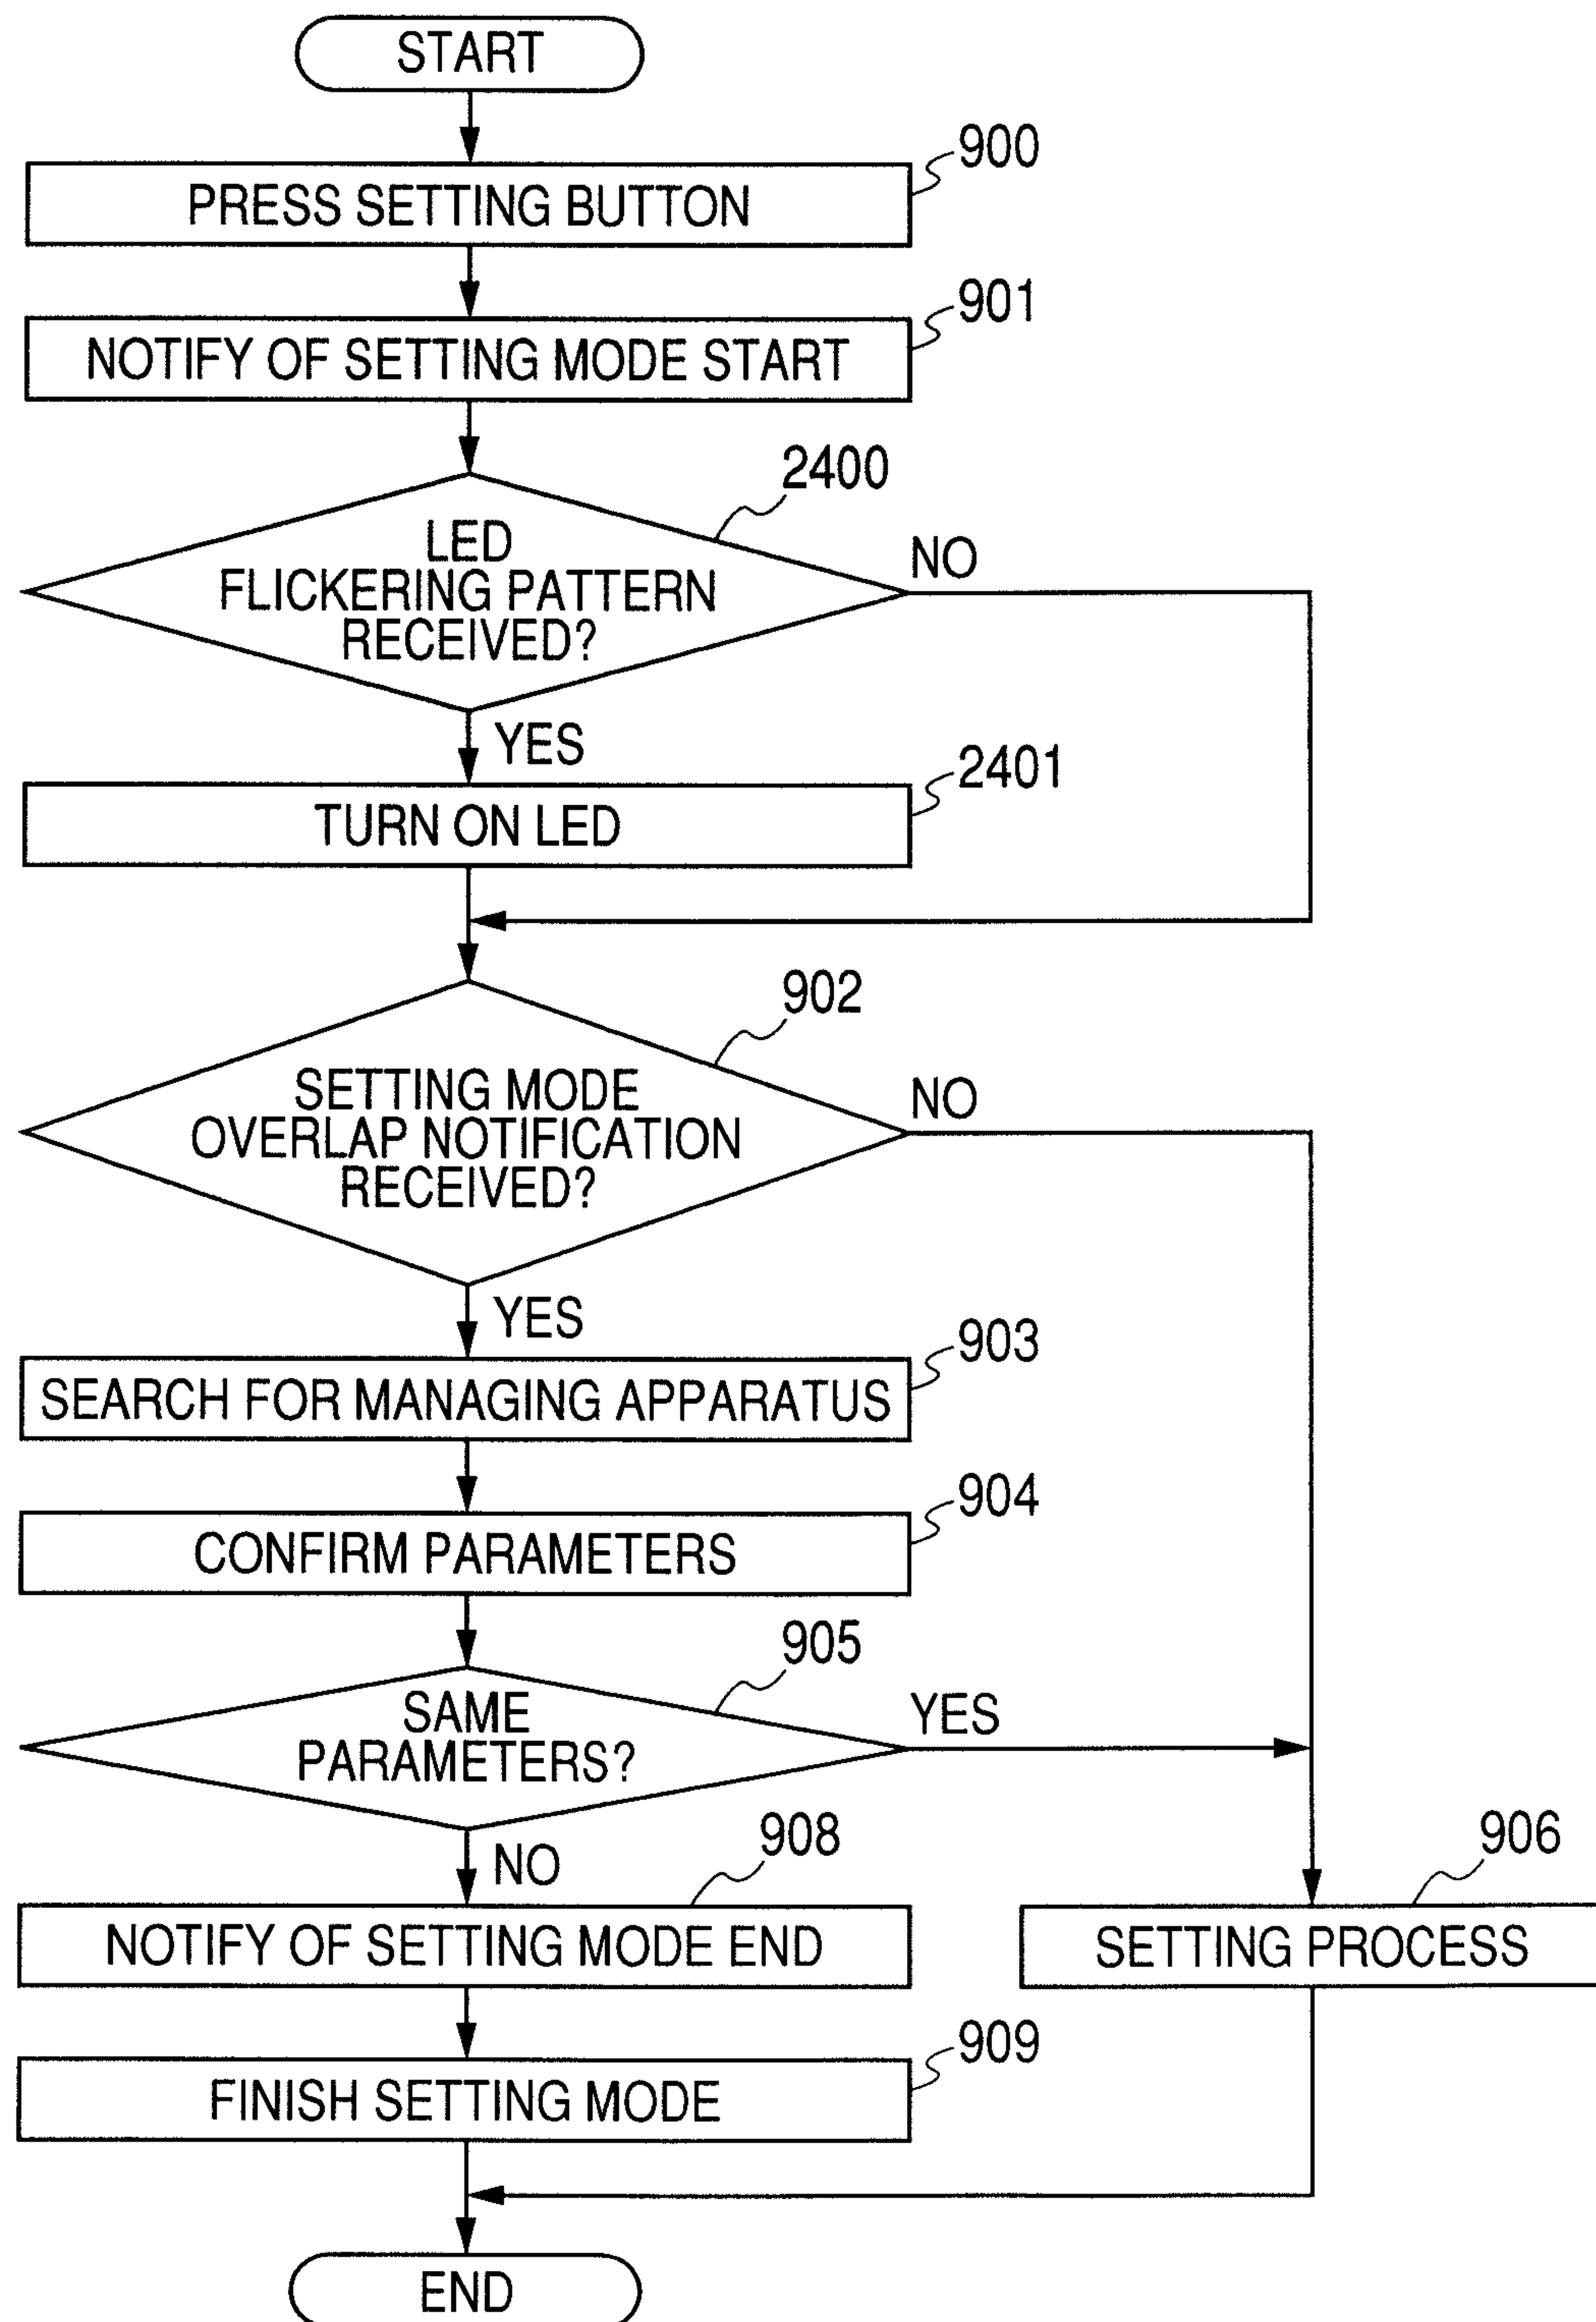 START
900
PRESS SETTING BUTTON
901
NOTIFY OF SETTING MODE START
2400
LED
FLICKERING PATTERN
RECEIVED?
NO
YES
2401
TURN ON LED
902
SETTING MODE
OVERLAP NOTIFICATION
RECEIVED?
NO
YES
903
SEARCH FOR MANAGING APPARATUS
904
CONFIRM PARAMETERS
905
SAME
PARAMETERS?
YES
NO
908
NOTIFY OF SETTING MODE END
906
SETTING PROCESS
909
FINISH SETTING MODE
END